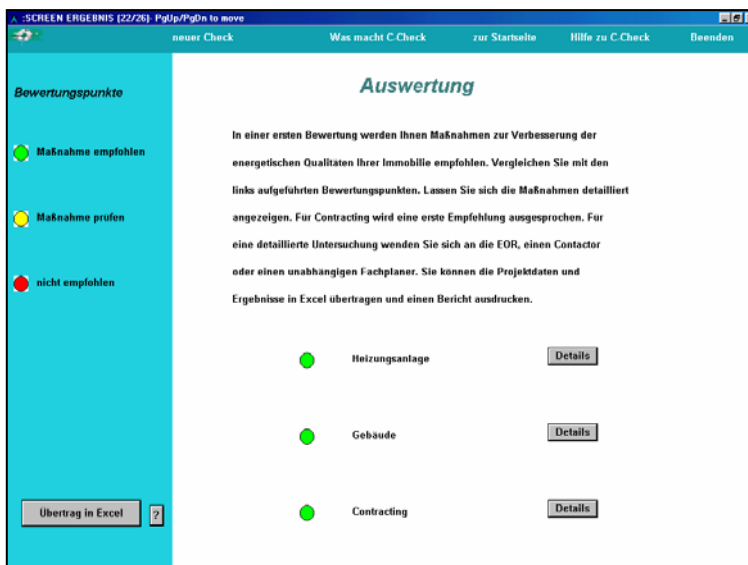 :SCREEN ERGEBNIS (22/26)- PgUp/PgDn to move
neuer Check Was macht C-Check zur Startseite Hilfe zu C-Check Beenden
Bewertungspunkte
Maßnahme empfohlen
Maßnahme prüfen
nicht empfohlen
Übertrag in Excel ?
Auswertung
In einer ersten Bewertung werden Ihnen Maßnahmen zur Verbesserung der
energetischen Qualitäten Ihrer Immobilie empfohlen. Vergleichen Sie mit den
links aufgeführten Bewertungspunkten. Lassen Sie sich die Maßnahmen detailliert
angezeigen. Für Contracting wird eine erste Empfehlung ausgesprochen. Für
eine detaillierte Untersuchung wenden Sie sich an die EOR, einen Contactor
oder einen unabhängigen Fachplaner. Sie können die Projektdaten und
Ergebnisse in Excel übertragen und einen Bericht ausdrucken.
Heizungsanlage Details
Gebäude Details
Contracting Details